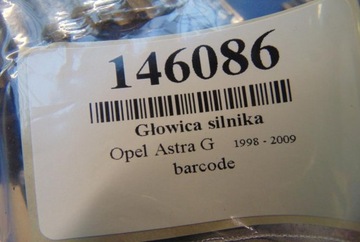 146086
Głowica silnika
Opel Astra G 1998 - 2009
barcode